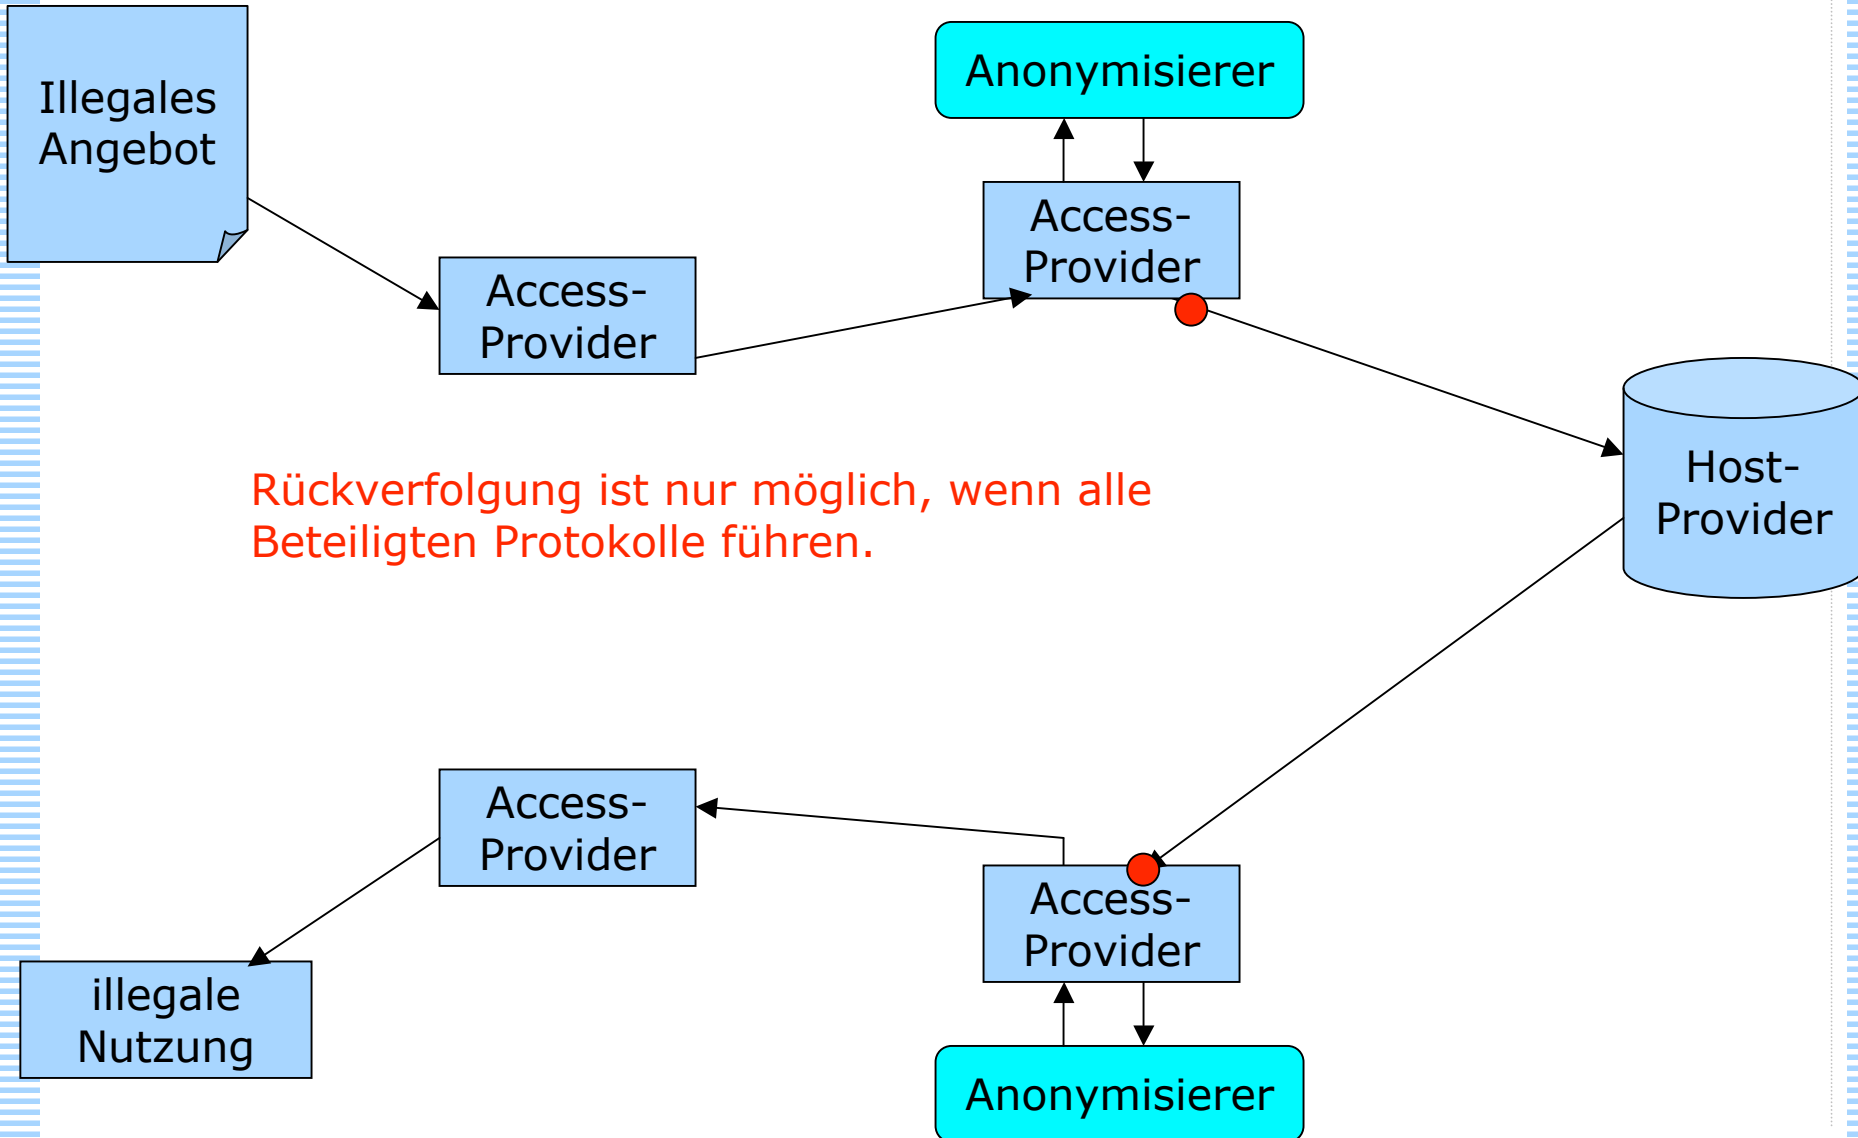 Illegales
Angebot
Anonymisierer
Access-
Provider
Access-
Provider
Host-
Provider
Rückverfolgung ist nur möglich, wenn alle
Beteiligten Protokolle führen.
Access-
Provider
Access-
Provider
illegale
Nutzung
Anonymisierer